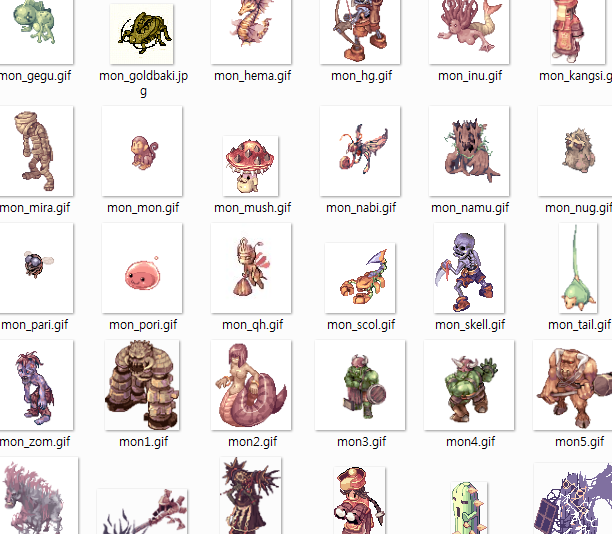 mon_gegu.gif
mon_goldbaki.jp
g
mon_hema.gif
mon_hg.gif
mon_inu.gif
mon_kangsi.g
mon_mira.gif
mon_mon.gif
mon_mush.gif
mon_nabi.gif
mon_namu.gif
mon_nug.gif
mon_pari.gif
mon_pori.gif
mon_qh.gif
mon_scol.gif
mon_skell.gif
mon_tail.gif
mon_zom.gif
mon1.gif
mon2.gif
mon3.gif
mon4.gif
mon5.gif